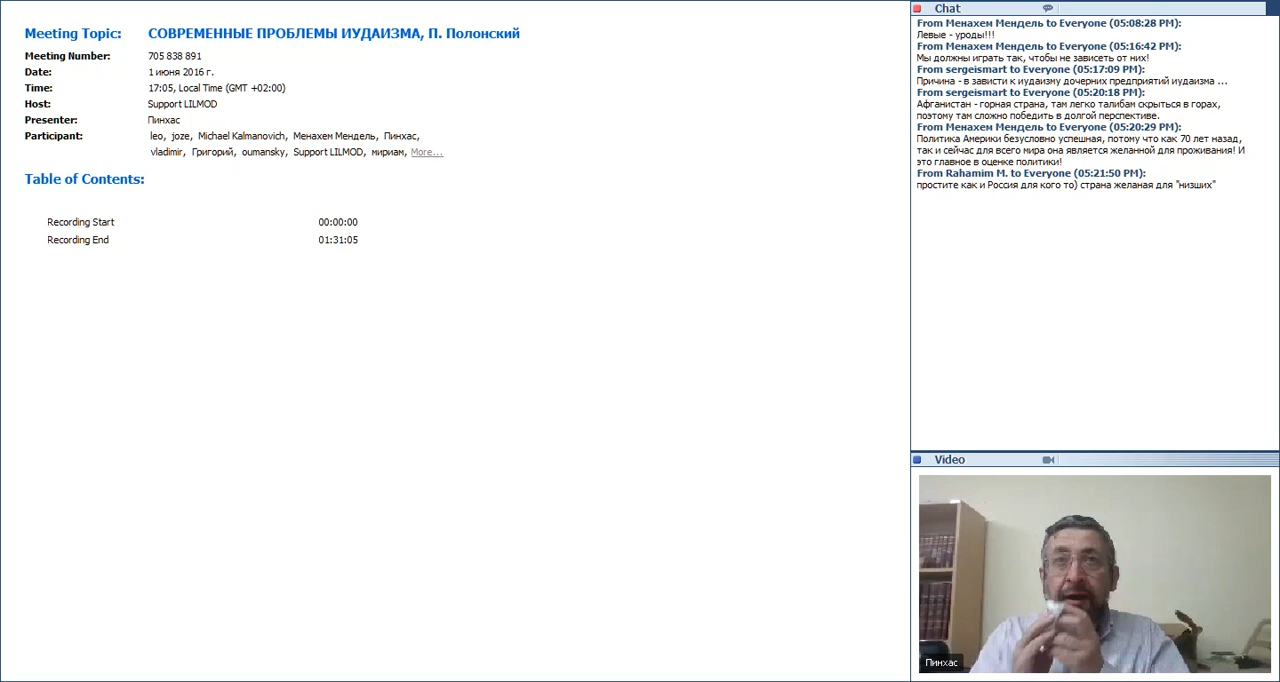 Meeting Topic: СОВРЕМЕННЫЕ ПРОБЛЕМЫ ИУДАИЗМА, П. Полонский
Meeting Number: 705 838 891
Date: 1 июня 2016 г.
Time: 17:05, Local Time (GMT +02:00)
Host: Support LILMOD
Presenter: Пинхас
Participant: leo, joze, Michael Kalmanovich, Менахем Мендель, Пинхас,
vladimir, Григорий, oumansky, Support LILMOD, мириам, More...
Table of Contents:
Recording Start 00:00:00
Recording End 01:31:05
Chat
From Менахем Мендель to Everyone (05:08:28 PM):
Левые - уроды!!!
From Менахем Мендель to Everyone (05:16:42 PM):
Мы должны играть так, чтобы не зависеть от них!
From sergeismart to Everyone (05:17:09 PM):
Причина - в зависти к иудаизму дочерних предприятий иудаизма ...
From sergeismart to Everyone (05:20:18 PM):
Афганистан - горная страна, там легко талибам скрыться в горах,
поэтому там сложно победить в долгой перспективе.
From Менахем Мендель to Everyone (05:20:29 PM):
Политика Америки безусловно успешная, потому что как 70 лет назад,
так и сейчас для всего мира она является желанной для проживания! И
это главное в оценке политики!
From Rahamim M. to Everyone (05:21:50 PM):
простите как и Россия для кого то) страна желаная для "низших"
Video
Пинхас